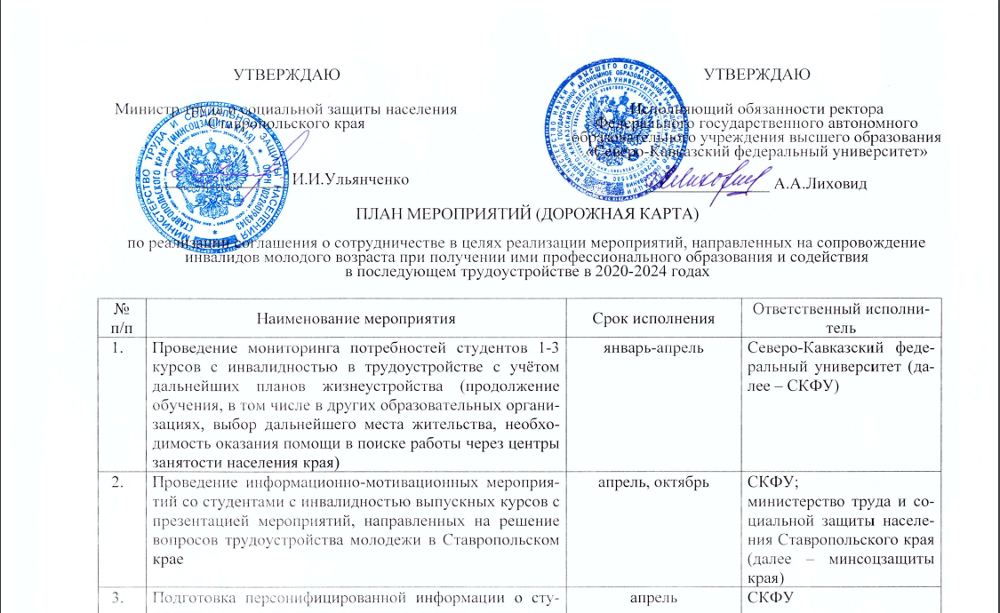 УТВЕРЖДАЮ
Министр труда и социальной защиты населения
Ставропольского края
И.И.Ульянченко
УТВЕРЖДАЮ
Исполняющий обязанности ректора
Федерального государственного автономного
образовательного учреждения высшего образования
«Северо-Кавказский федеральный университет»
А.А.Лиховид
ПЛАН МЕРОПРИЯТИЙ (ДОРОЖНАЯ КАРТА)
по реализации соглашения о сотрудничестве в целях реализации мероприятий, направленных на сопровождение
инвалидов молодого возраста при получении ими профессионального образования и содействия
в последующем трудоустройстве в 2020-2024 годах
№
п/п
Наименование мероприятия
Срок исполнения
Ответственный исполни-
тель
1.
Проведение мониторинга потребностей студентов 1-3
курсов с инвалидностью в трудоустройстве с учётом
дальнейших планов жизнеустройства (продолжение
обучения, в том числе в других образовательных органи-
зациях, выбор дальнейшего места жительства, необхо-
димость оказания помощи в поиске работы через центры
занятости населения края)
январь-апрель
Северо-Кавказский феде-
ральный университет (да-
лее – СКФУ)
2.
Проведение информационно-мотивационных мероприя-
тий со студентами с инвалидностью выпускных курсов с
презентацией мероприятий, направленных на решение
вопросов трудоустройства молодежи в Ставропольском
крае
апрель, октябрь
СКФУ;
министерство труда и со-
циальной защиты населе-
ния Ставропольского края
(далее – минсоцзащиты
края)
3.
Подготовка персонифицированной информации о сту-
апрель
СКФУ